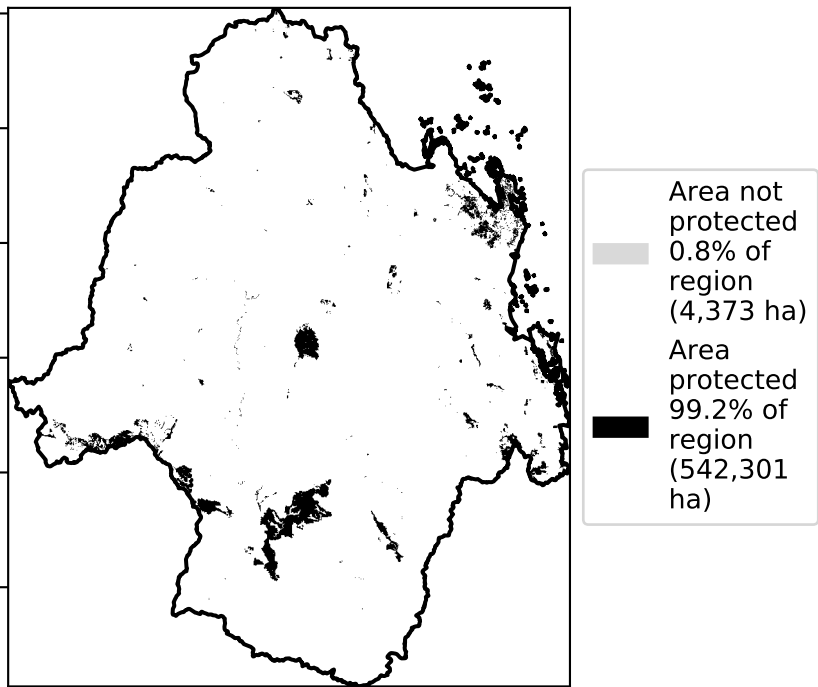 Area not
protected
0.8% of
region
(4,373 ha)
Area
protected
99.2% of
region
(542,301
ha)